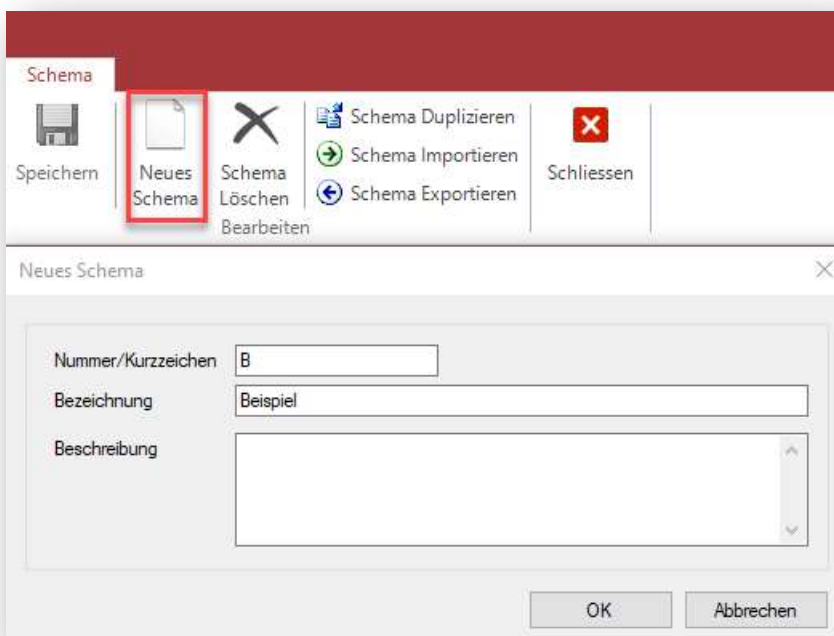 Schema
Speichern
Neues
Schema
Schema
Löschen
Schema Duplizieren
Schema Importieren
Schema Exportieren
Schliessen
Bearbeiten
Neues Schema
Nummer/Kurzzeichen B
Bezeichnung Beispiel
Beschreibung
OK Abbrechen